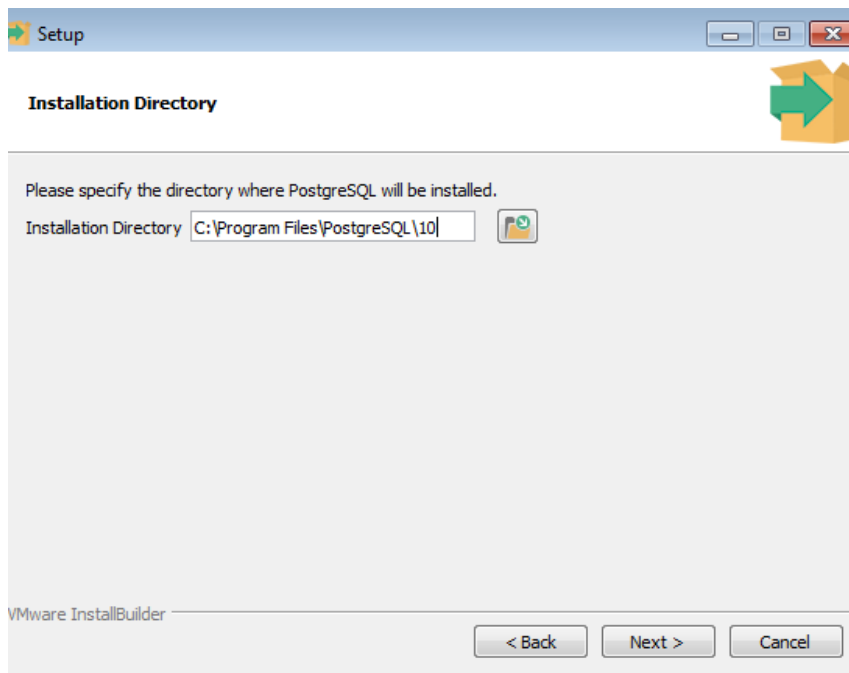 Setup
Installation Directory
Please specify the directory where PostgreSQL will be installed.
Installation Directory C:\Program Files\PostgreSQL\10
VMware InstallBuilder
< Back Next > Cancel